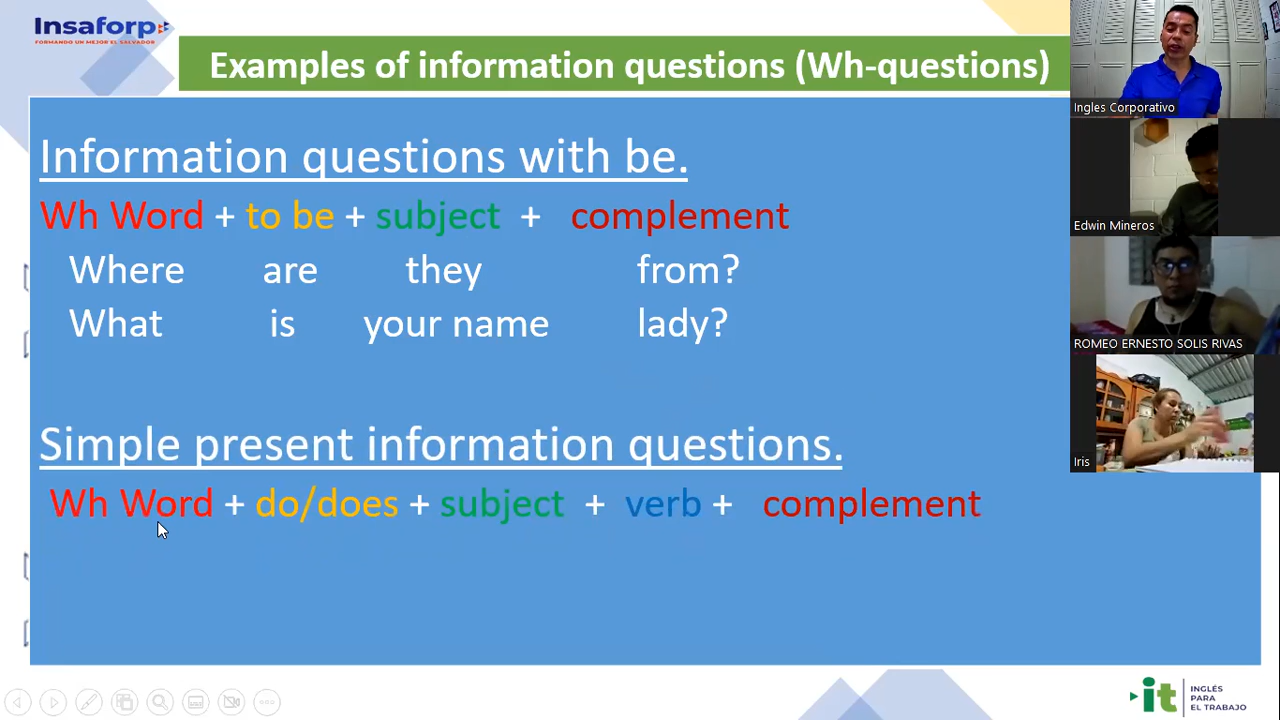 Insaforp
FORMANDO UN MEJOR EL SALVADOR
Examples of information questions (Wh-questions)
Information questions with be.
Wh Word + to be + subject + complement
Where are they from?
What is your name lady?
Simple present information questions.
Wh Word + do/does + subject + verb + complement
Ingles Corporativo
Edwin Mineros
ROMEO ERNESTO SOLIS RIVAS
Iris
it
INGLÉS
PARA
EL TRABAJO